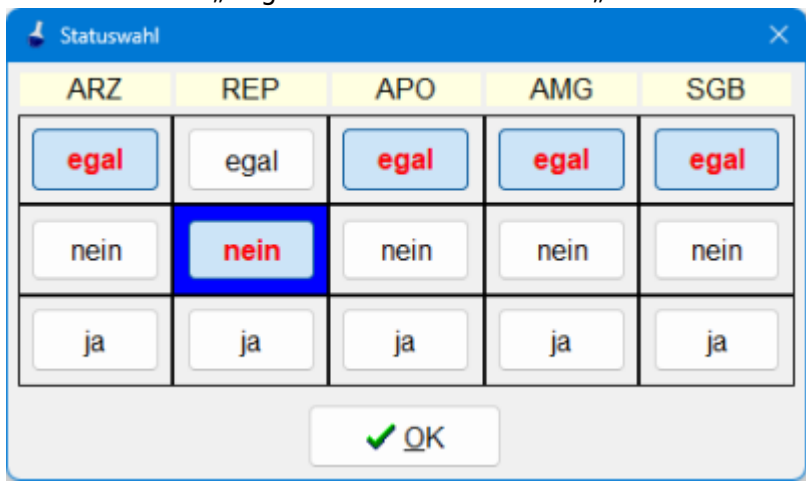 Statuswahl
ARZ REP APO AMG SGB
egal egal egal egal egal
nein nein nein nein nein
ja ja ja ja ja
OK